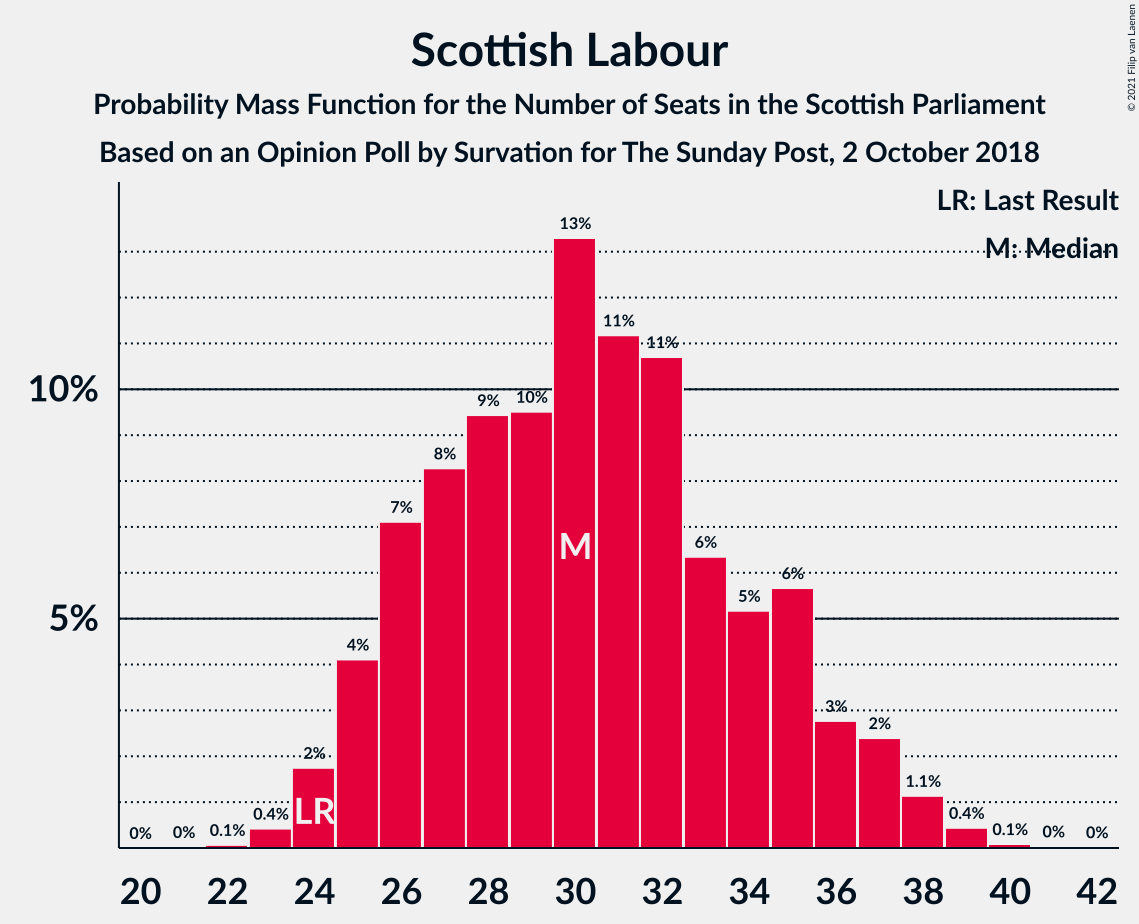 Scottish Labour
Probability Mass Function for the Number of Seats in the Scottish Parliament
Based on an Opinion Poll by Survation for The Sunday Post, 2 October 2018
© 2021 Filip van Laenen
LR: Last Result
M: Median
10%
5%
0%
0%
0.1%
0.4%
2%
4%
7%
8%
9%
10%
13%
11%
11%
6%
5%
6%
3%
2%
1.1%
0.4%
0.1%
0%
0%
LR
M
20 22 24 26 28 30 32 34 36 38 40 42